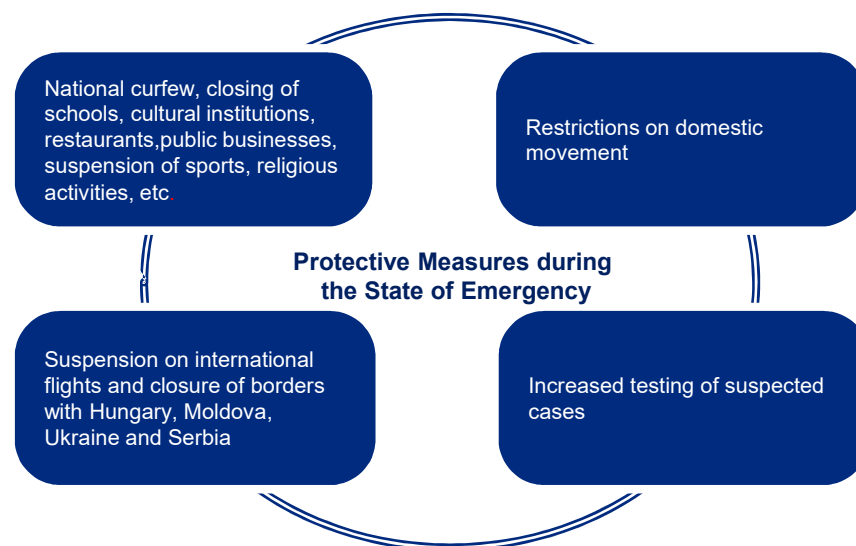 National curfew, closing of
schools, cultural institutions,
restaurants,public businesses,
suspension of sports, religious
activities, etc.
Restrictions on domestic
movement
Protective Measures during
the State of Emergency
Suspension on international
flights and closure of borders
with Hungary, Moldova,
Ukraine and Serbia
Increased testing of suspected
cases